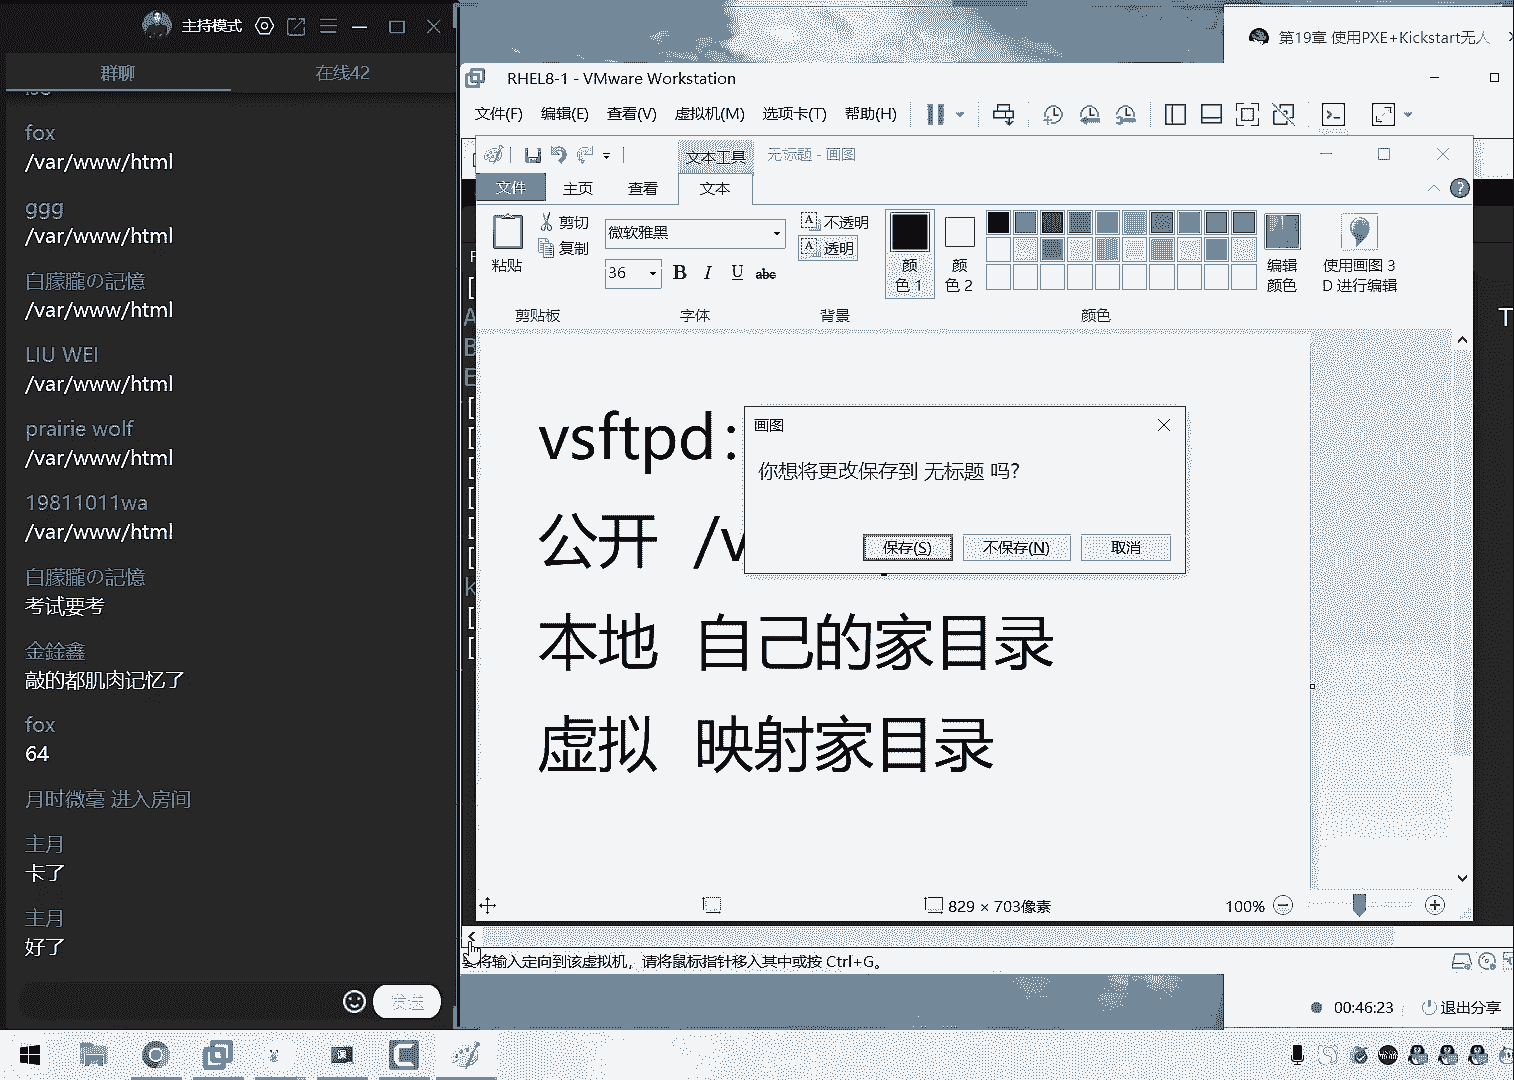 主持模式
群聊
在线42
fox
/var/www/html
ggg
/var/www/html
白朦朧の記憶
/var/www/html
LIU WEI
/var/www/html
prairie wolf
/var/www/html
19811011wa
/var/www/html
白朦朧の記憶
考试要考
金銓鑫
敲的都肌肉记忆了
fox
64
月时微毫 进入房间
主月
卡了
主月
好了
发送
第19章 使用PXE+Kickstart无人
RHEL8-1 - VMware Workstation
文件(F) 编辑(E) 查看(V) 虚拟机(M) 选项卡(T) 帮助(H)
文本工具
无标题 - 画图
文件 主页 查看 文本
粘贴
剪切
复制
剪贴板
微软雅黑
36
B I U abc
字体
不透明
透明
背景
颜色 1
颜色 2
编辑颜色
颜色
使用画图 3
D 进行编辑
vsftpd:
公开 /v
本地 自己的家目录
虚拟 映射家目录
画图
你想将更改保存到 无标题 吗?
保存(S) 不保存(N) 取消
829 × 703像素
100%
要将输入定向到该虚拟机，请将鼠标指针移入其中或按 Ctrl+G。
00:46:23
退出分享